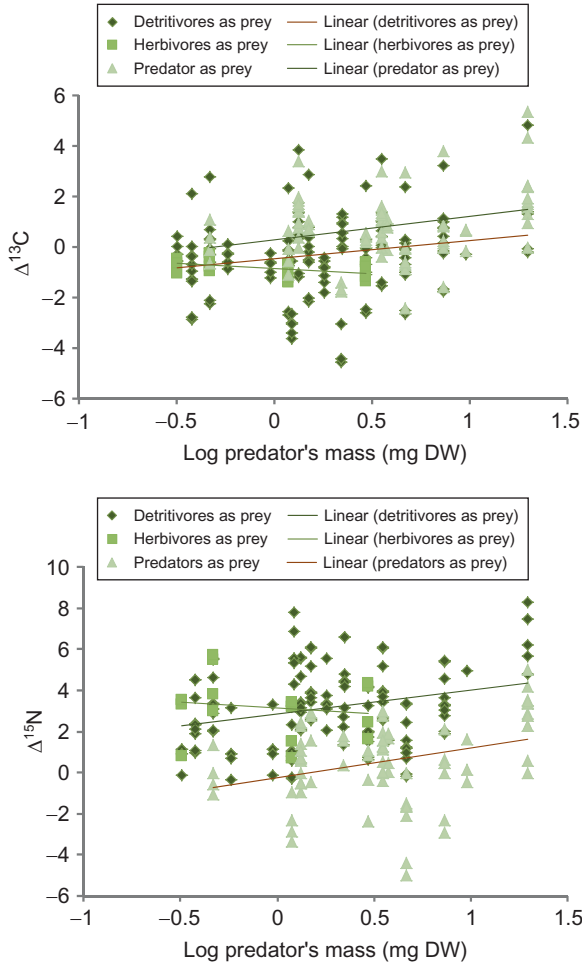 Detritivores as prey Linear (detritivores as prey)
Herbivores as prey Linear (herbivores as prey)
Predator as prey Linear (predator as prey)
6
4
2
0
−2
−4
−6
Δ13C
−1 −0.5 0 0.5 1 1.5
Log predator's mass (mg DW)
Detritivores as prey Linear (detritivores as prey)
Herbivores as prey Linear (herbivores as prey)
Predators as prey Linear (predators as prey)
10
8
6
4
2
0
−2
−4
−6
Δ15N
−1 −0.5 0 0.5 1 1.5
Log predator's mass (mg DW)